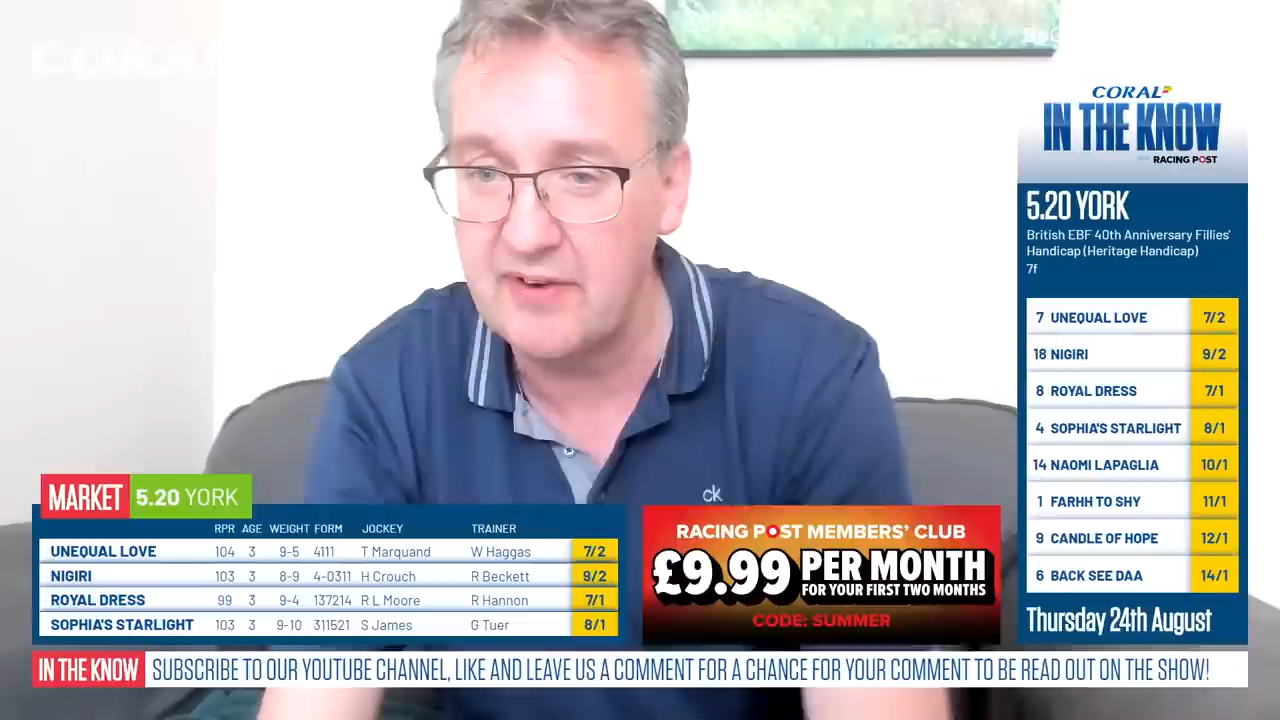 CORAL
CORAL
IN THE KNOW
WITH RACING POST
5.20 YORK
British EBF 40th Anniversary Fillies'
Handicap (Heritage Handicap)
7f
7 UNEQUAL LOVE 7/2
18 NIGIRI 9/2
8 ROYAL DRESS 7/1
4 SOPHIA'S STARLIGHT 8/1
14 NAOMI LAPAGLIA 10/1
1 FARHH TO SHY 11/1
9 CANDLE OF HOPE 12/1
6 BACK SEE DAA 14/1
Thursday 24th August
ck
MARKET 5.20 YORK
RPR AGE WEIGHT FORM JOCKEY TRAINER
UNEQUAL LOVE 104 3 9-5 4111 T Marquand W Haggas 7/2
NIGIRI 103 3 8-9 4-0311 H Crouch R Beckett 9/2
ROYAL DRESS 99 3 9-4 137214 R L Moore R Hannon 7/1
SOPHIA'S STARLIGHT 103 3 9-10 311521 S James G Tuer 8/1
RACING POST MEMBERS' CLUB
£9.99 PER MONTH
FOR YOUR FIRST TWO MONTHS
CODE: SUMMER
IN THE KNOW SUBSCRIBE TO OUR YOUTUBE CHANNEL, LIKE AND LEAVE US A COMMENT FOR A CHANCE FOR YOUR COMMENT TO BE READ OUT ON THE SHOW!